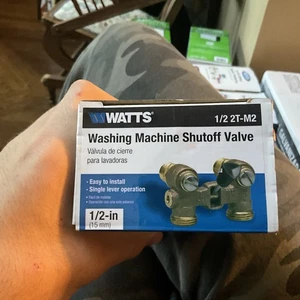 WATTS®
1/2 2T-M2
Washing Machine Shutoff Valve
Válvula de cierre
para lavadoras
- Easy to install
- Single lever operation
1/2-in
(15 mm)